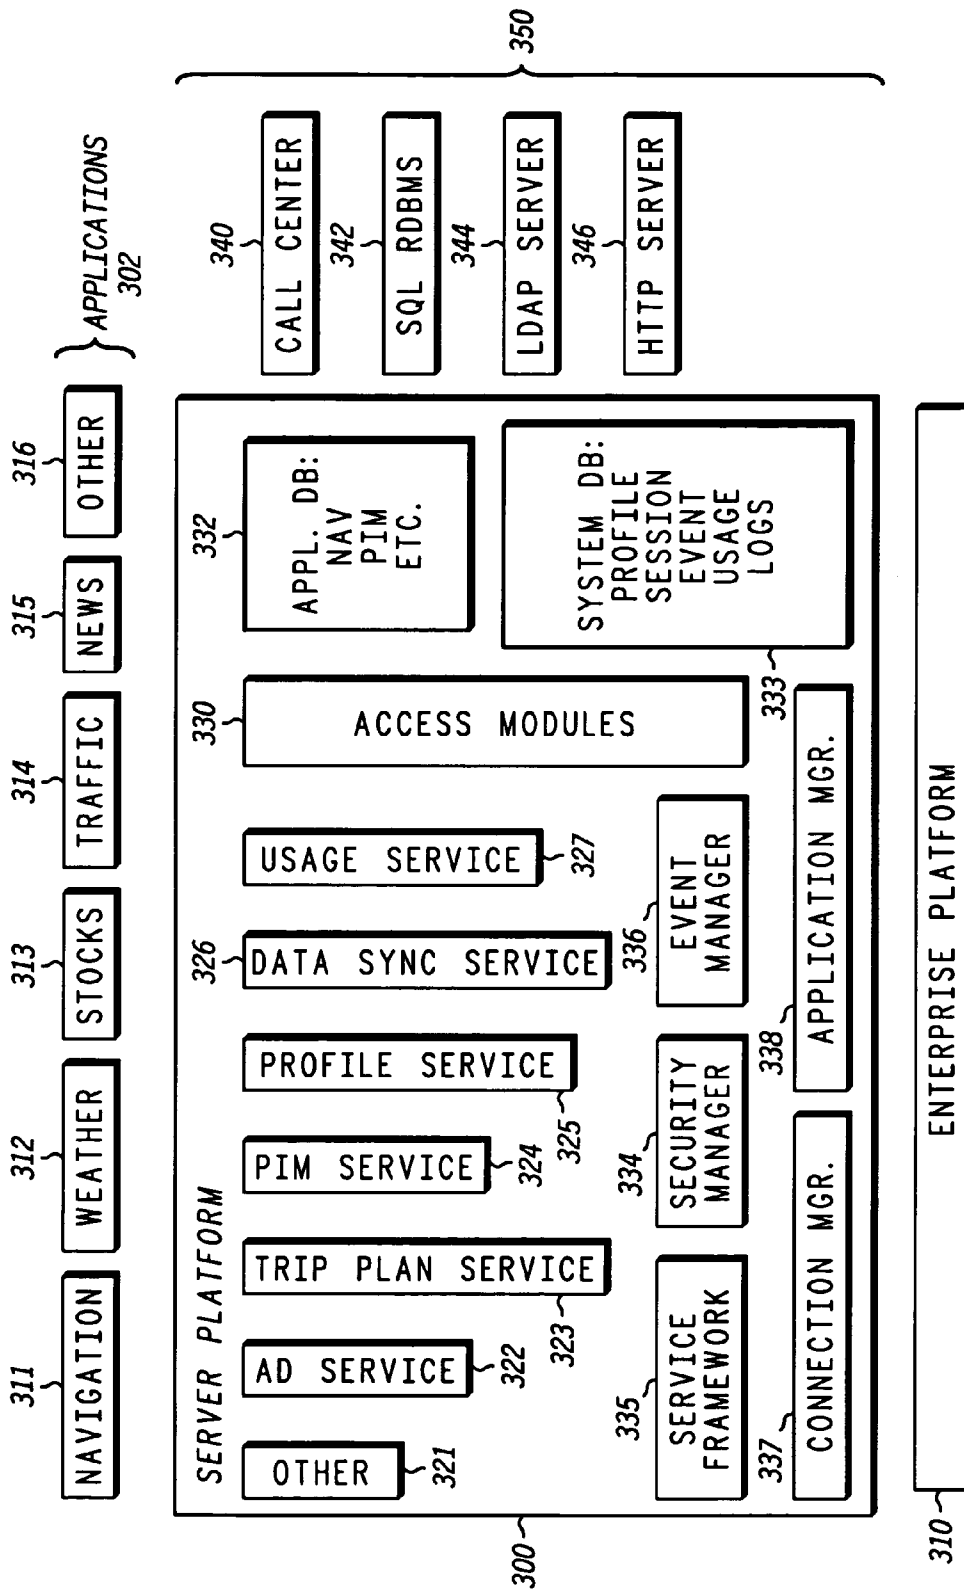 311
312
313
314
315
316
NAVIGATION
WEATHER
STOCKS
TRAFFIC
NEWS
OTHER
APPLICATIONS
302
SERVER PLATFORM
300
OTHER
321
AD SERVICE
322
TRIP PLAN SERVICE
323
PIM SERVICE
324
PROFILE SERVICE
325
326
DATA SYNC SERVICE
USAGE SERVICE
327
330
ACCESS MODULES
332
APPL. DB:
NAV
PIM
ETC.
SYSTEM DB:
PROFILE
SESSION
EVENT
USAGE
LOGS
333
335
SERVICE
FRAMEWORK
334
SECURITY
MANAGER
336
EVENT
MANAGER
337
CONNECTION MGR.
338
APPLICATION MGR.
340
CALL CENTER
342
SQL RDBMS
344
LDAP SERVER
346
HTTP SERVER
350
310
ENTERPRISE PLATFORM